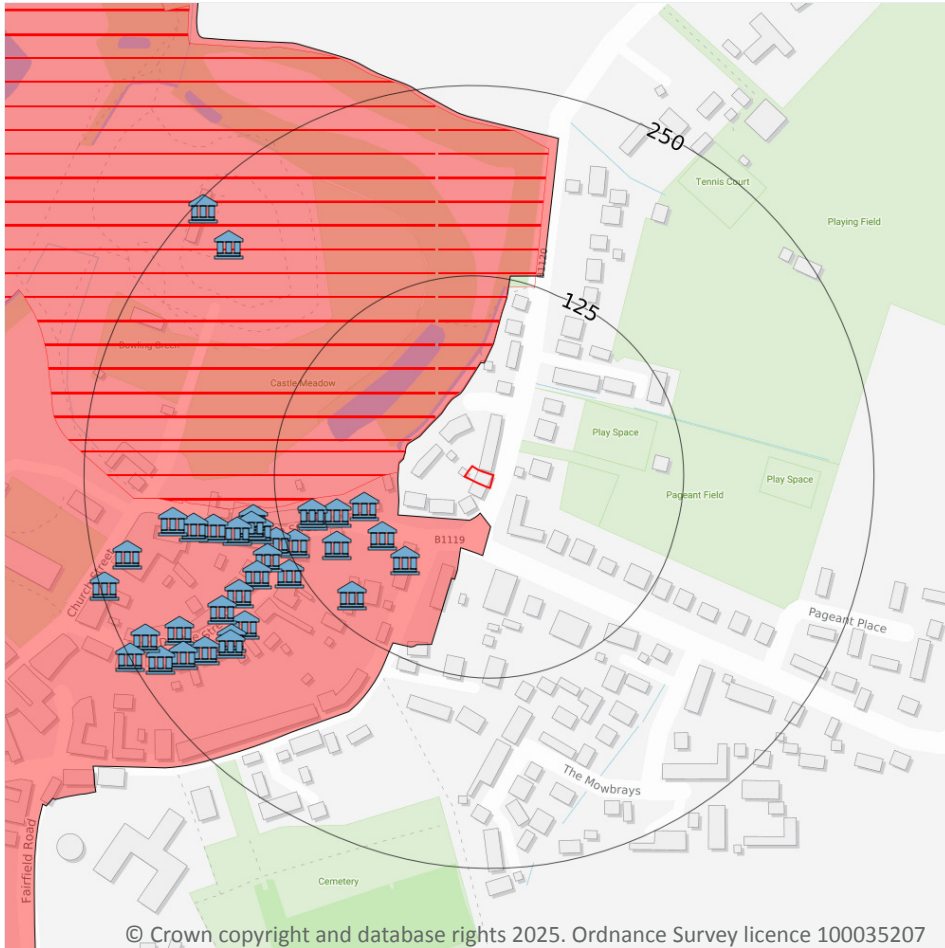 250
Tennis Court
Playing Field
B1120
125
Bowling Green
Castle Meadow
Play Space
Play Space
Pageant Field
B1119
Church Street
Pageant Place
The Mowbrays
Fairfield Road
Cemetery
© Crown copyright and database rights 2025. Ordnance Survey licence 100035207